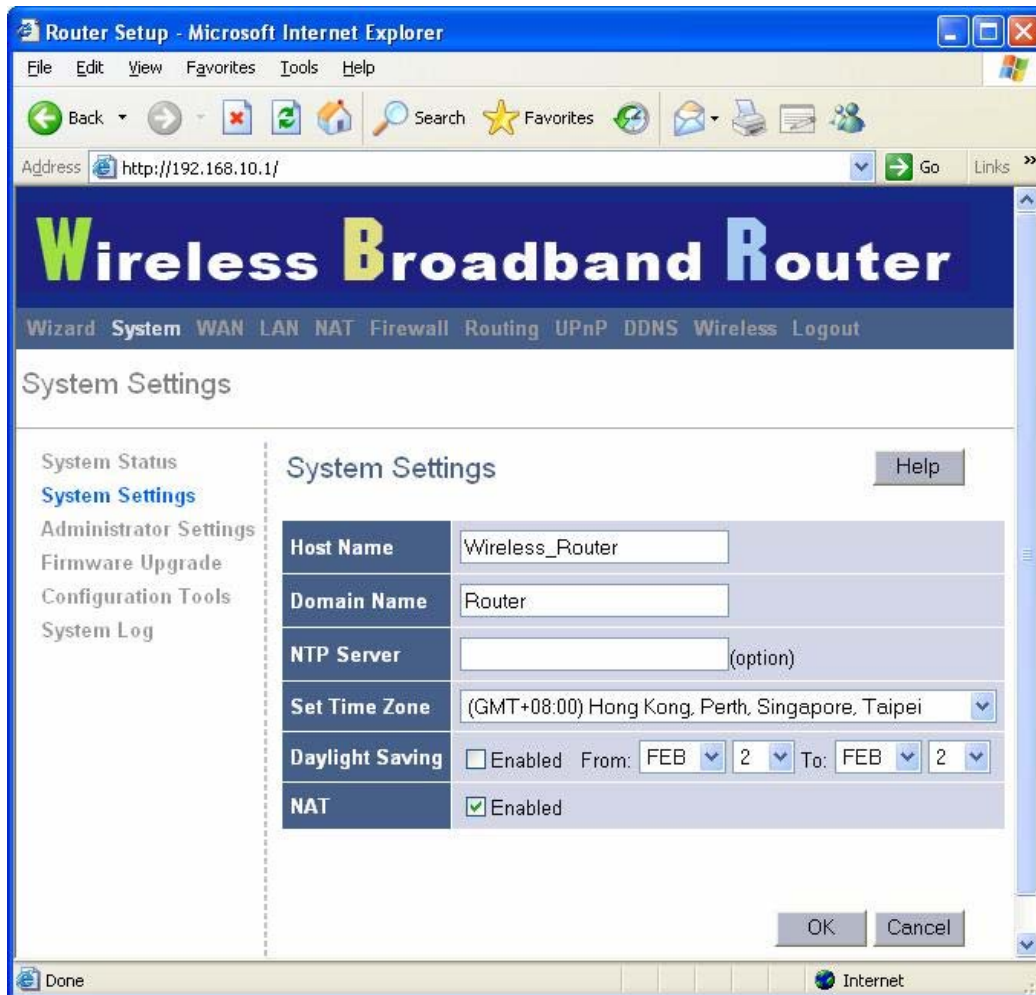 Router Setup - Microsoft Internet Explorer
File Edit View Favorites Tools Help
Back Search Favorites
Address http://192.168.10.1/ Go Links »
Wireless Broadband Router
Wizard System WAN LAN NAT Firewall Routing UPnP DDNS Wireless Logout
System Settings
System Status
System Settings
Administrator Settings
Firmware Upgrade
Configuration Tools
System Log
System Settings Help
Host Name Wireless_Router
Domain Name Router
NTP Server (option)
Set Time Zone (GMT+08:00) Hong Kong, Perth, Singapore, Taipei
Daylight Saving Enabled From: FEB 2 To: FEB 2
NAT Enabled
OK Cancel
Done Internet